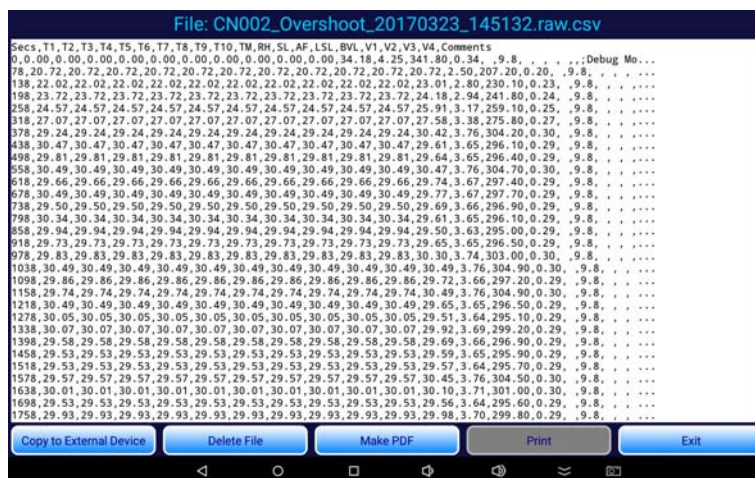 File: CN002_Overshoot_20170323_145132.raw.csv
Secs,T1,T2,T3,T4,T5,T6,T7,T8,T9,T10,TM,RH,SL,AF,LSL,BVL,V1,V2,V3,V4,Comments
0,0.00,0.00,0.00,0.00,0.00,0.00,0.00,0.00,0.00,0.00,0.00,34.18,4.25,341.80,0.34, ,9.8, , , , ,;Debug Mo...
78,20.72,20.72,20.72,20.72,20.72,20.72,20.72,20.72,20.72,20.72,20.72,2.50,207.20,0.20, ,9.8, , , , ...
138,22.02,22.02,22.02,22.02,22.02,22.02,22.02,22.02,22.02,22.02,23.01,2.80,230.10,0.23, ,9.8, , , ,...
198,23.72,23.72,23.72,23.72,23.72,23.72,23.72,23.72,23.72,23.72,24.18,2.94,241.80,0.24, ,9.8, , , ,...
258,24.57,24.57,24.57,24.57,24.57,24.57,24.57,24.57,24.57,24.57,25.91,3.17,259.10,0.25, ,9.8, , , ,...
318,27.07,27.07,27.07,27.07,27.07,27.07,27.07,27.07,27.07,27.07,27.58,3.38,275.80,0.27, ,9.8, , , ,...
378,29.24,29.24,29.24,29.24,29.24,29.24,29.24,29.24,29.24,29.24,30.42,3.76,304.20,0.30, ,9.8, , , ,...
438,30.47,30.47,30.47,30.47,30.47,30.47,30.47,30.47,30.47,30.47,29.61,3.65,296.10,0.29, ,9.8, , , ,...
498,29.81,29.81,29.81,29.81,29.81,29.81,29.81,29.81,29.81,29.81,29.64,3.65,296.40,0.29, ,9.8, , , ,...
558,30.49,30.49,30.49,30.49,30.49,30.49,30.49,30.49,30.49,30.49,30.47,3.76,304.70,0.30, ,9.8, , , ,...
618,29.66,29.66,29.66,29.66,29.66,29.66,29.66,29.66,29.66,29.66,29.74,3.67,297.40,0.29, ,9.8, , , ,...
678,30.49,30.49,30.49,30.49,30.49,30.49,30.49,30.49,30.49,30.49,29.77,3.67,297.70,0.29, ,9.8, , , ,...
738,29.50,29.50,29.50,29.50,29.50,29.50,29.50,29.50,29.50,29.50,29.69,3.66,296.90,0.29, ,9.8, , , ,...
798,30.34,30.34,30.34,30.34,30.34,30.34,30.34,30.34,30.34,30.34,29.61,3.65,296.10,0.29, ,9.8, , , ,...
858,29.94,29.94,29.94,29.94,29.94,29.94,29.94,29.94,29.94,29.94,29.50,3.63,295.00,0.29, ,9.8, , , ,...
918,29.73,29.73,29.73,29.73,29.73,29.73,29.73,29.73,29.73,29.73,29.65,3.65,296.50,0.29, ,9.8, , , ,...
978,29.83,29.83,29.83,29.83,29.83,29.83,29.83,29.83,29.83,29.83,30.30,3.74,303.00,0.30, ,9.8, , , ,...
1038,30.49,30.49,30.49,30.49,30.49,30.49,30.49,30.49,30.49,30.49,30.49,3.76,304.90,0.30, ,9.8, , , ...
1098,29.86,29.86,29.86,29.86,29.86,29.86,29.86,29.86,29.86,29.86,29.72,3.66,297.20,0.29, ,9.8, , , ...
1158,29.74,29.74,29.74,29.74,29.74,29.74,29.74,29.74,29.74,29.74,30.49,3.76,304.90,0.30, ,9.8, , , ...
1218,30.49,30.49,30.49,30.49,30.49,30.49,30.49,30.49,30.49,30.49,29.65,3.65,296.50,0.29, ,9.8, , , ...
1278,30.05,30.05,30.05,30.05,30.05,30.05,30.05,30.05,30.05,30.05,29.51,3.64,295.10,0.29, ,9.8, , , ...
1338,30.07,30.07,30.07,30.07,30.07,30.07,30.07,30.07,30.07,30.07,29.92,3.69,299.20,0.29, ,9.8, , , ...
1398,29.58,29.58,29.58,29.58,29.58,29.58,29.58,29.58,29.58,29.58,29.69,3.66,296.90,0.29, ,9.8, , , ...
1458,29.53,29.53,29.53,29.53,29.53,29.53,29.53,29.53,29.53,29.53,29.59,3.65,295.90,0.29, ,9.8, , , ...
1518,29.53,29.53,29.53,29.53,29.53,29.53,29.53,29.53,29.53,29.53,29.57,3.64,295.70,0.29, ,9.8, , , ...
1578,29.57,29.57,29.57,29.57,29.57,29.57,29.57,29.57,29.57,29.57,30.45,3.76,304.50,0.30, ,9.8, , , ...
1638,30.01,30.01,30.01,30.01,30.01,30.01,30.01,30.01,30.01,30.01,30.10,3.71,301.00,0.30, ,9.8, , , ...
1698,29.53,29.53,29.53,29.53,29.53,29.53,29.53,29.53,29.53,29.53,29.56,3.64,295.60,0.29, ,9.8, , , ...
1758,29.93,29.93,29.93,29.93,29.93,29.93,29.93,29.93,29.93,29.93,29.98,3.70,299.80,0.29, ,9.8, , , ...
Copy to External Device Delete File Make PDF Print Exit